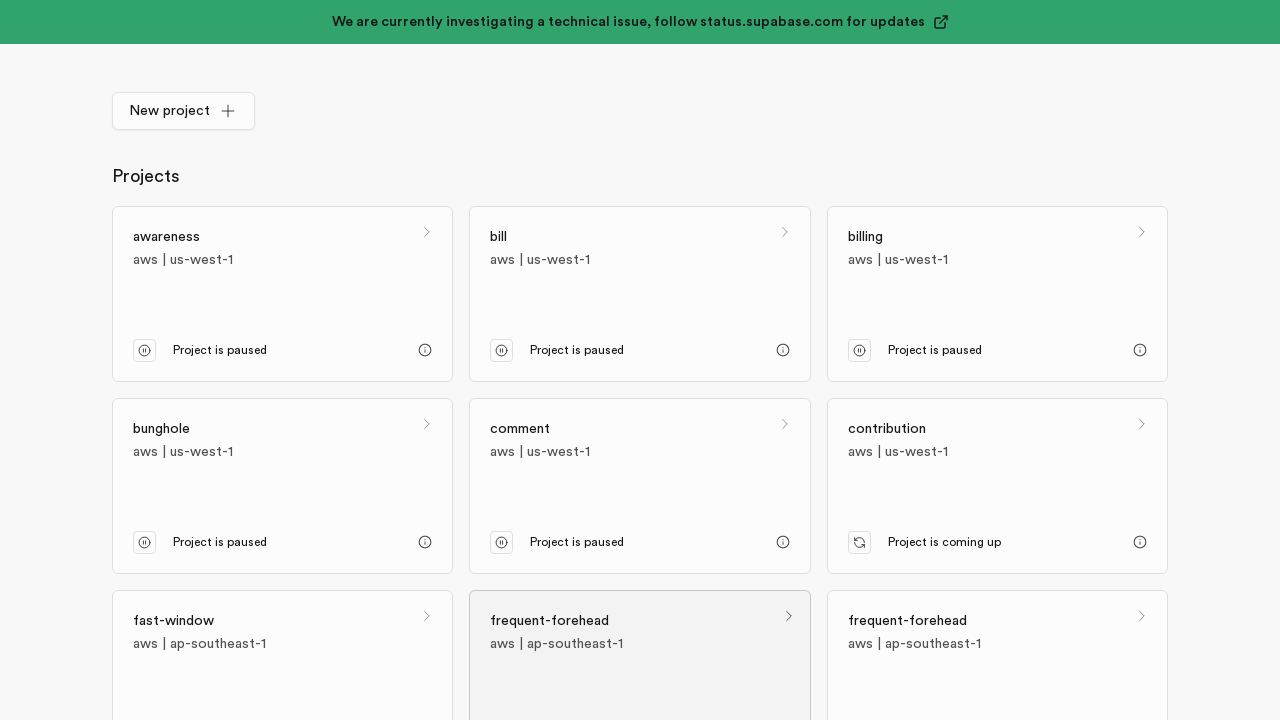 We are currently investigating a technical issue, follow status.supabase.com for updates
New project
Projects
awareness
aws | us-west-1
Project is paused
bill
aws | us-west-1
Project is paused
billing
aws | us-west-1
Project is paused
bunghole
aws | us-west-1
Project is paused
comment
aws | us-west-1
Project is paused
contribution
aws | us-west-1
Project is coming up
fast-window
aws | ap-southeast-1
frequent-forehead
aws | ap-southeast-1
frequent-forehead
aws | ap-southeast-1